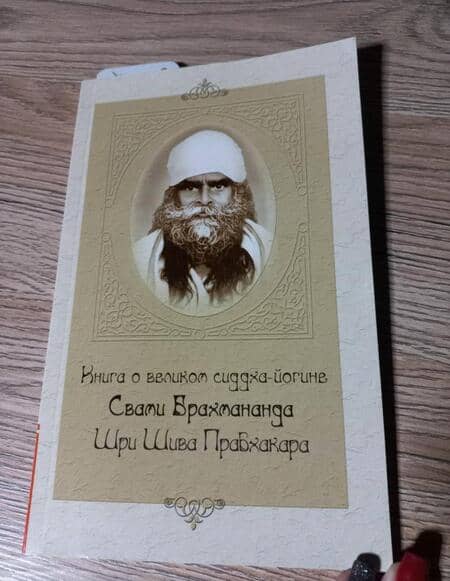 Книга о великом сиддха-йогине
Свами Брахмананда
Шри Шива Прабхакара